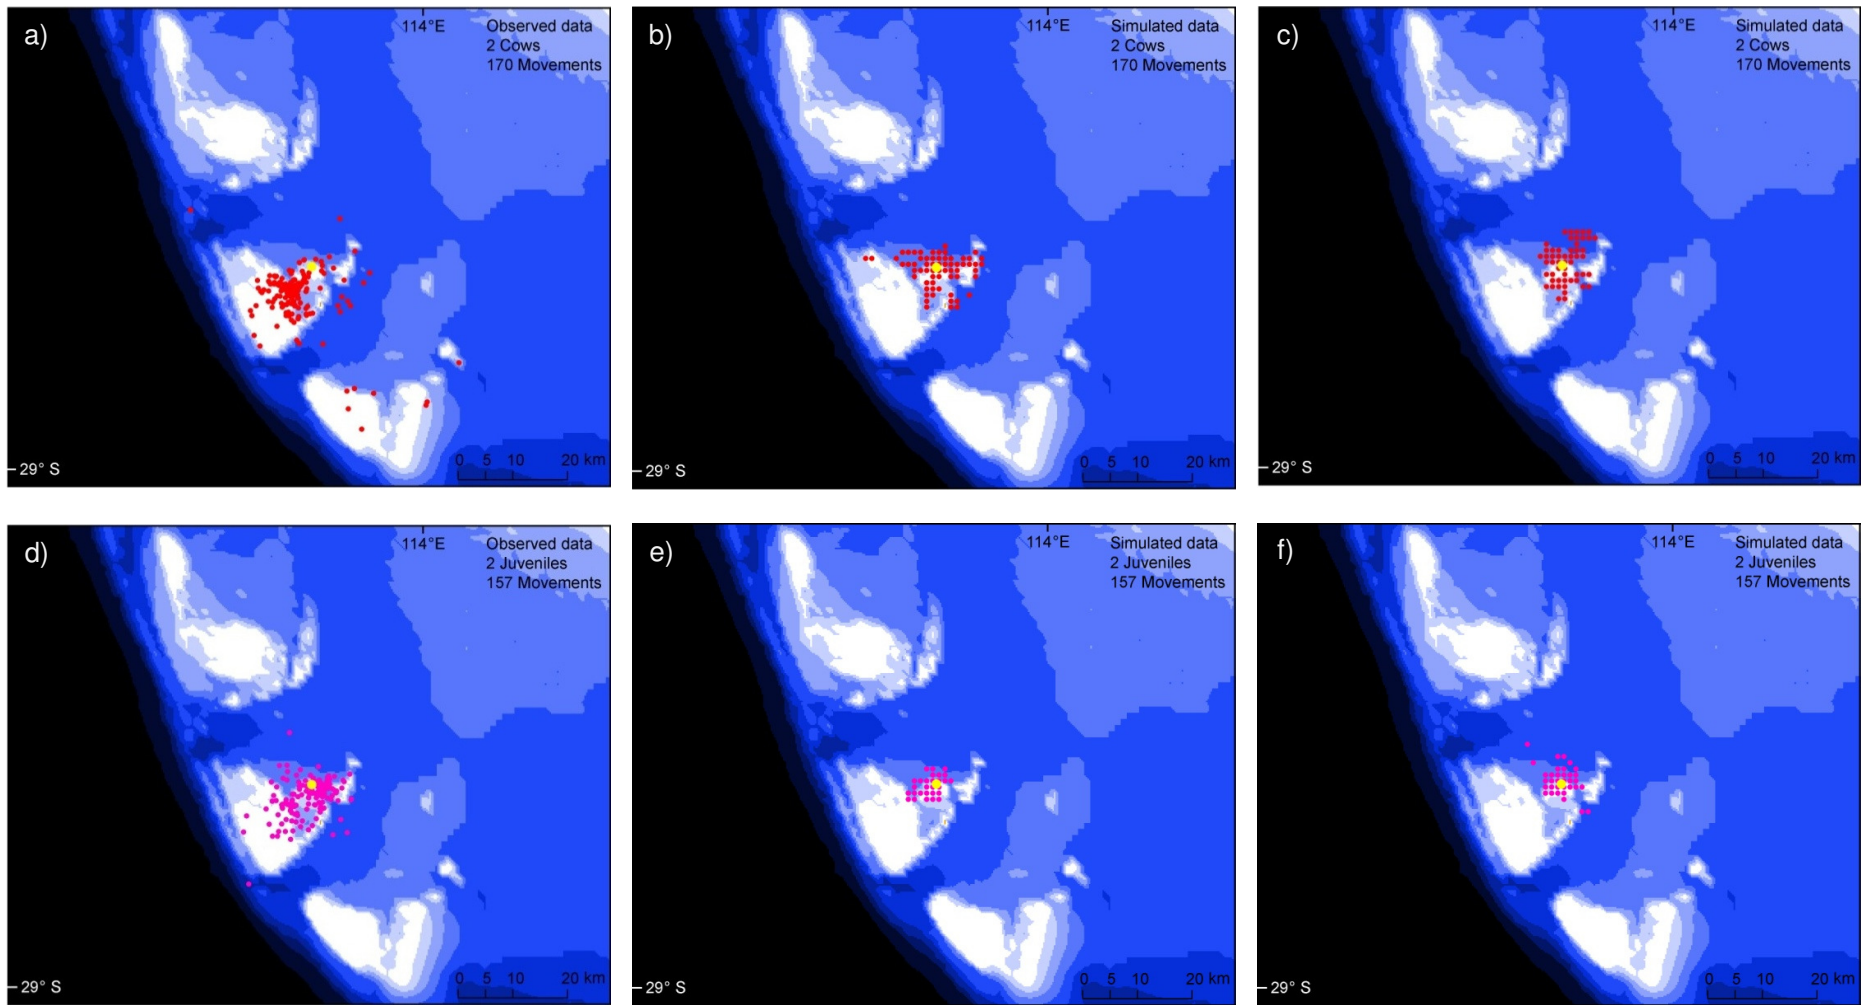 a)
114°E
Observed data
2 Cows
170 Movements
29° S
0 5 10 20 km
b)
114°E
Simulated data
2 Cows
170 Movements
29° S
0 5 10 20 km
c)
114°E
Simulated data
2 Cows
170 Movements
29° S
0 5 10 20 km
d)
114°E
Observed data
2 Juveniles
157 Movements
29° S
0 5 10 20 km
e)
114°E
Simulated data
2 Juveniles
157 Movements
29° S
0 5 10 20 km
f)
114°E
Simulated data
2 Juveniles
157 Movements
29° S
0 5 10 20 km